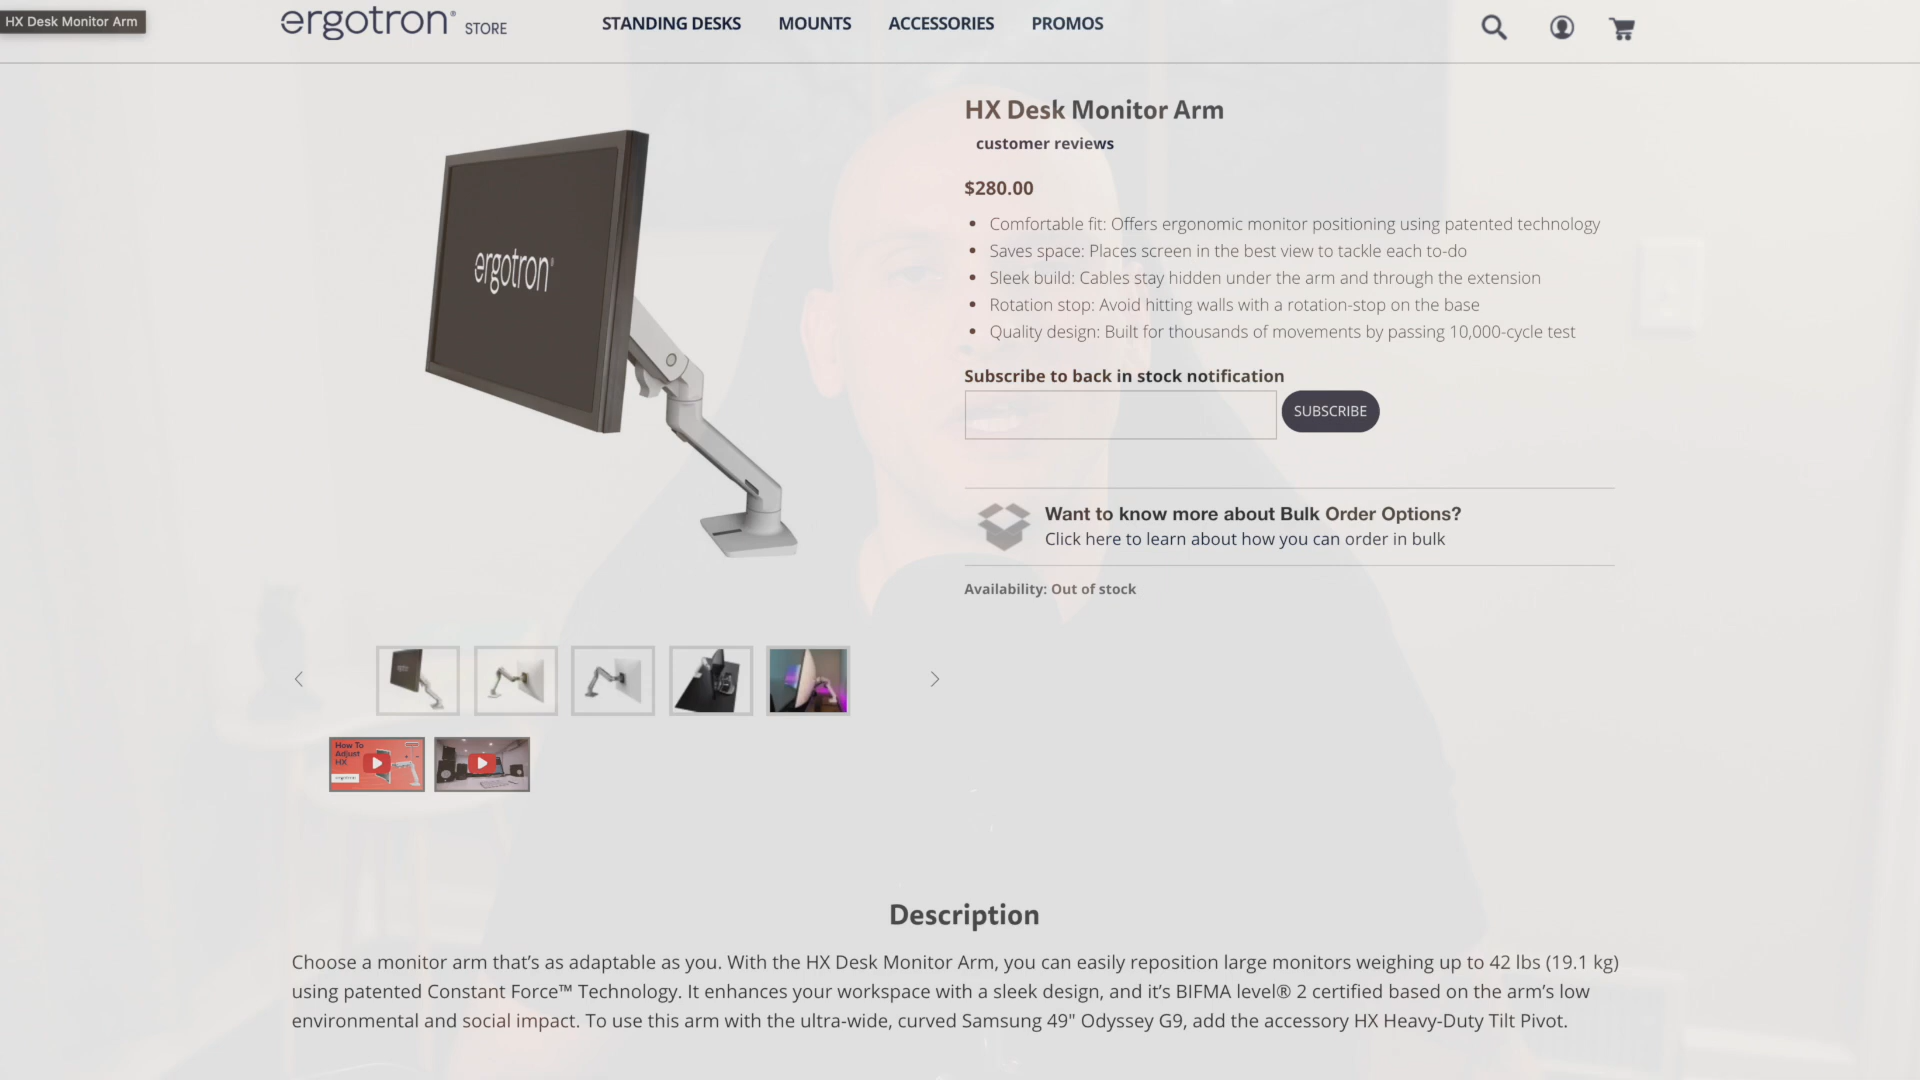 HX Desk Monitor Arm
ergotron® STORE
STANDING DESKS MOUNTS ACCESSORIES PROMOS
ergotron®
HX Desk Monitor Arm
customer reviews
$280.00
• Comfortable fit: Offers ergonomic monitor positioning using patented technology
• Saves space: Places screen in the best view to tackle each to-do
• Sleek build: Cables stay hidden under the arm and through the extension
• Rotation stop: Avoid hitting walls with a rotation-stop on the base
• Quality design: Built for thousands of movements by passing 10,000-cycle test
Subscribe to back in stock notification
SUBSCRIBE
Want to know more about Bulk Order Options?
Click here to learn about how you can order in bulk
Availability: Out of stock
How To
Adjust
HX
ergotron
Description
Choose a monitor arm that’s as adaptable as you. With the HX Desk Monitor Arm, you can easily reposition large monitors weighing up to 42 lbs (19.1 kg)
using patented Constant Force™ Technology. It enhances your workspace with a sleek design, and it’s BIFMA level® 2 certified based on the arm’s low
environmental and social impact. To use this arm with the ultra-wide, curved Samsung 49" Odyssey G9, add the accessory HX Heavy-Duty Tilt Pivot.